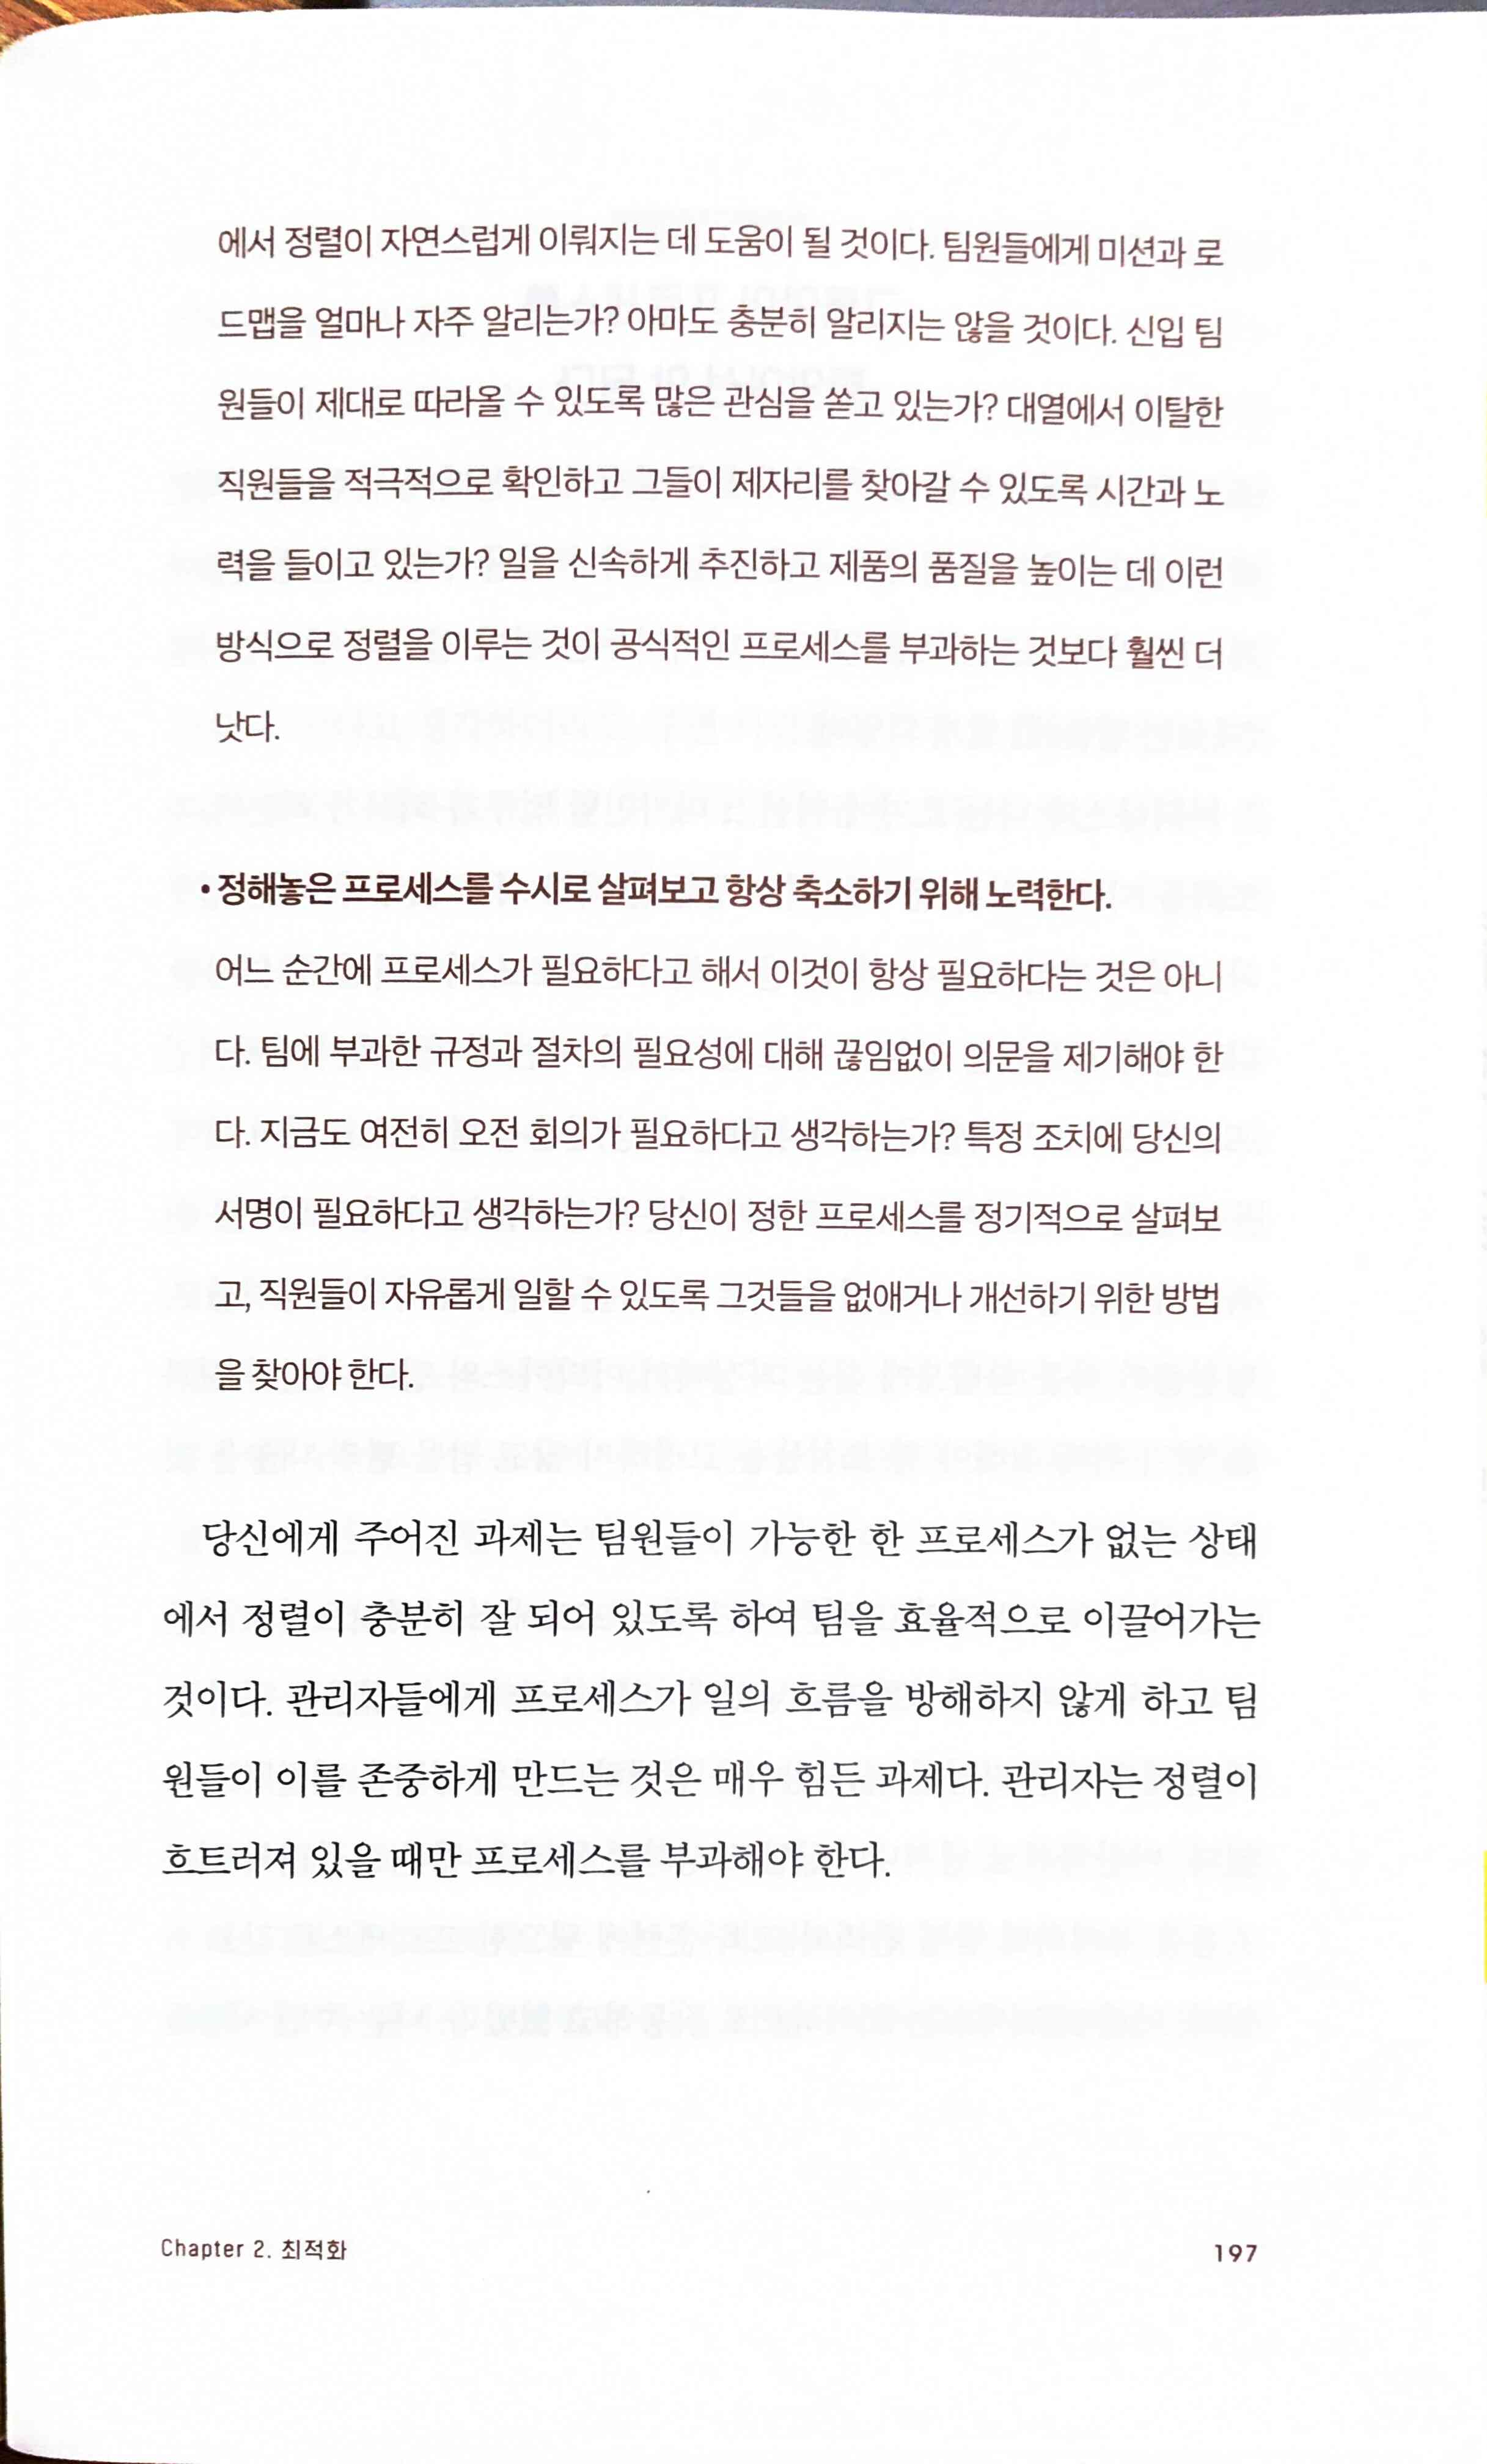 에서 정렬이 자연스럽게 이뤄지는 데 도움이 될 것이다. 팀원들에게 미션과 로
드맵을 얼마나 자주 알리는가? 아마도 충분히 알리지는 않을 것이다. 신입 팀
원들이 제대로 따라올 수 있도록 많은 관심을 쏟고 있는가? 대열에서 이탈한
직원들을 적극적으로 확인하고 그들이 제자리를 찾아갈 수 있도록 시간과 노
력을 들이고 있는가? 일을 신속하게 추진하고 제품의 품질을 높이는 데 이런
방식으로 정렬을 이루는 것이 공식적인 프로세스를 부과하는 것보다 훨씬 더
낫다.
• 정해놓은 프로세스를 수시로 살펴보고 항상 축소하기 위해 노력한다.
어느 순간에 프로세스가 필요하다고 해서 이것이 항상 필요하다는 것은 아니
다. 팀에 부과한 규정과 절차의 필요성에 대해 끊임없이 의문을 제기해야 한
다. 지금도 여전히 오전 회의가 필요하다고 생각하는가? 특정 조치에 당신의
서명이 필요하다고 생각하는가? 당신이 정한 프로세스를 정기적으로 살펴보
고, 직원들이 자유롭게 일할 수 있도록 그것들을 없애거나 개선하기 위한 방법
을 찾아야 한다.
당신에게 주어진 과제는 팀원들이 가능한 한 프로세스가 없는 상태
에서 정렬이 충분히 잘 되어 있도록 하여 팀을 효율적으로 이끌어가는
것이다. 관리자들에게 프로세스가 일의 흐름을 방해하지 않게 하고 팀
원들이 이를 존중하게 만드는 것은 매우 힘든 과제다. 관리자는 정렬이
흐트러져 있을 때만 프로세스를 부과해야 한다.
Chapter 2. 최적화
197